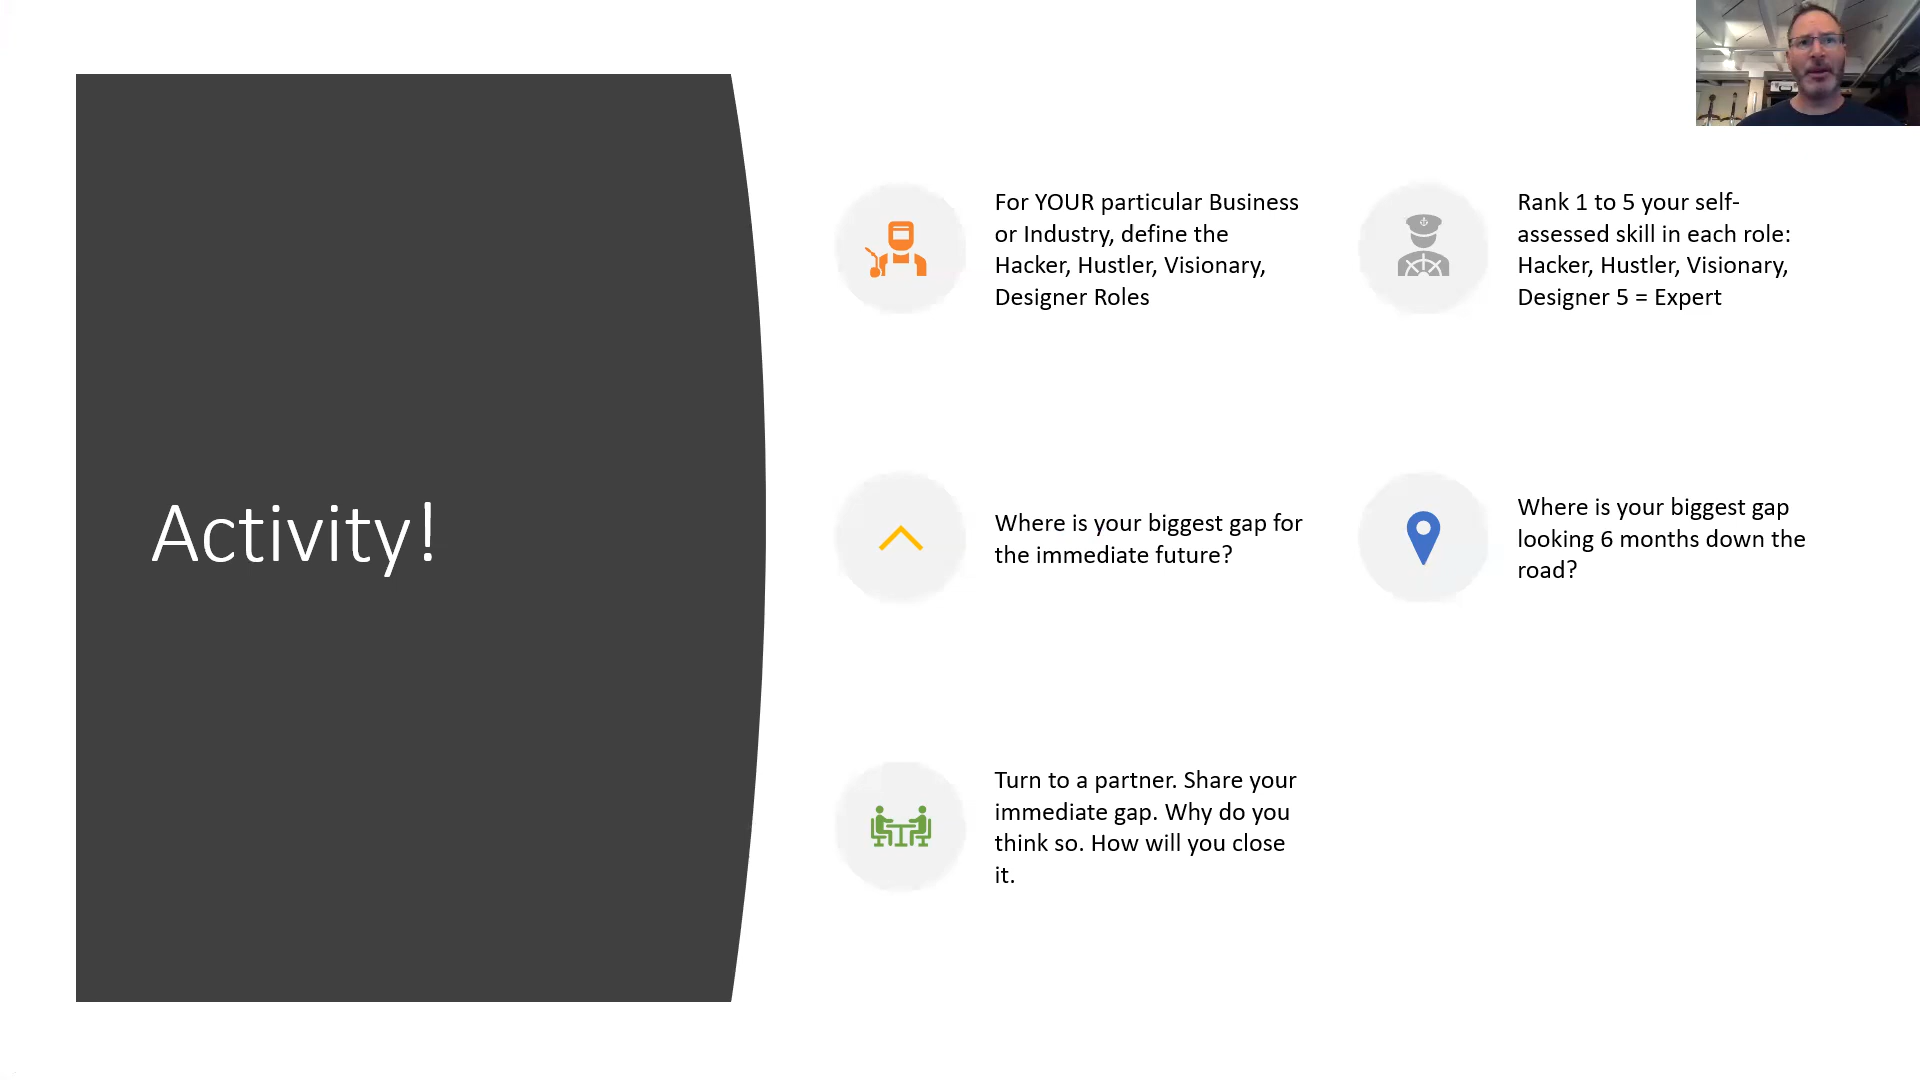 Activity!
For YOUR particular Business
or Industry, define the
Hacker, Hustler, Visionary,
Designer Roles
Rank 1 to 5 your self-
assessed skill in each role:
Hacker, Hustler, Visionary,
Designer 5 = Expert
Where is your biggest gap for
the immediate future?
Where is your biggest gap
looking 6 months down the
road?
Turn to a partner. Share your
immediate gap. Why do you
think so. How will you close
it.